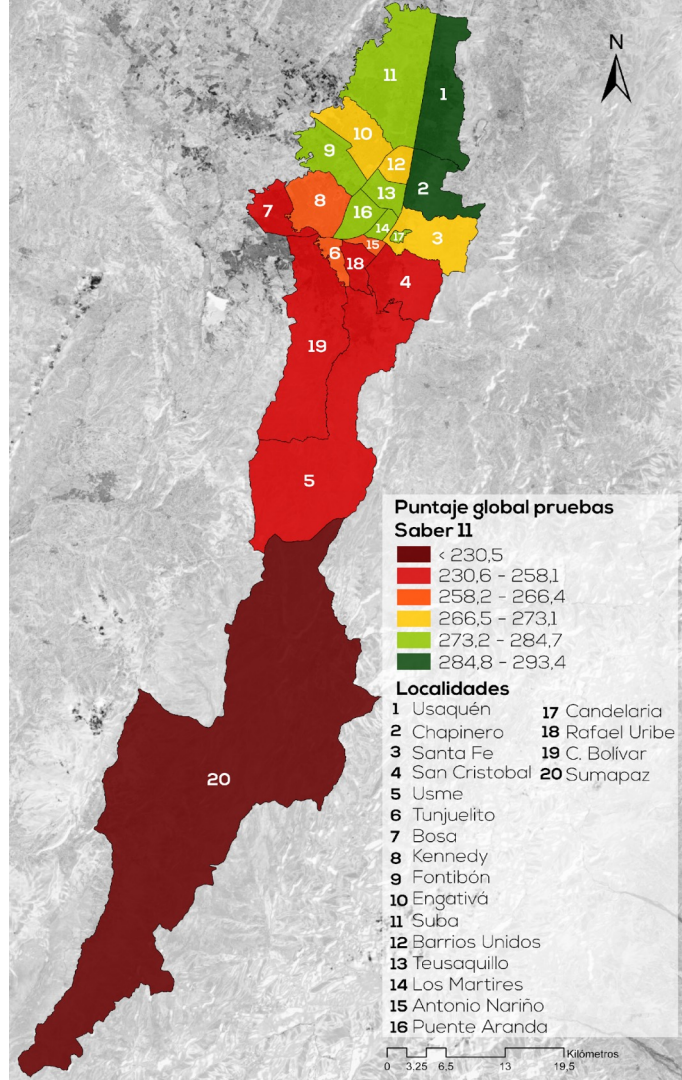 N
11
1
10
9
12
2
13
8
7
16
14
17
3
15
6
18
4
19
5
20
Puntaje global pruebas
Saber 11
< 230,5
230,6 - 258,1
258,2 - 266,4
266,5 - 273,1
273,2 - 284,7
284,8 - 293,4
Localidades
1 Usaquén
2 Chapinero
3 Santa Fe
4 San Cristobal
5 Usme
6 Tunjuelito
7 Bosa
8 Kennedy
9 Fontibón
10 Engativá
11 Suba
12 Barrios Unidos
13 Teusaquillo
14 Los Martires
15 Antonio Nariño
16 Puente Aranda
17 Candelaria
18 Rafael Uribe
19 C. Bolívar
20 Sumapaz
Kilómetros
0 3.25 6.5 13 19.5